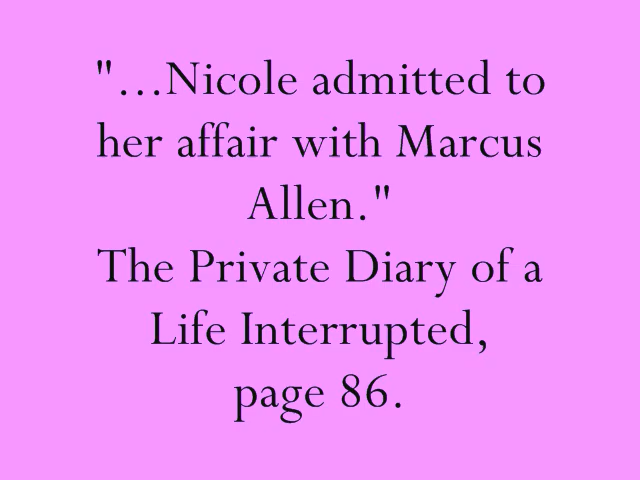 "...Nicole admitted to
her affair with Marcus
Allen."
The Private Diary of a
Life Interrupted,
page 86.